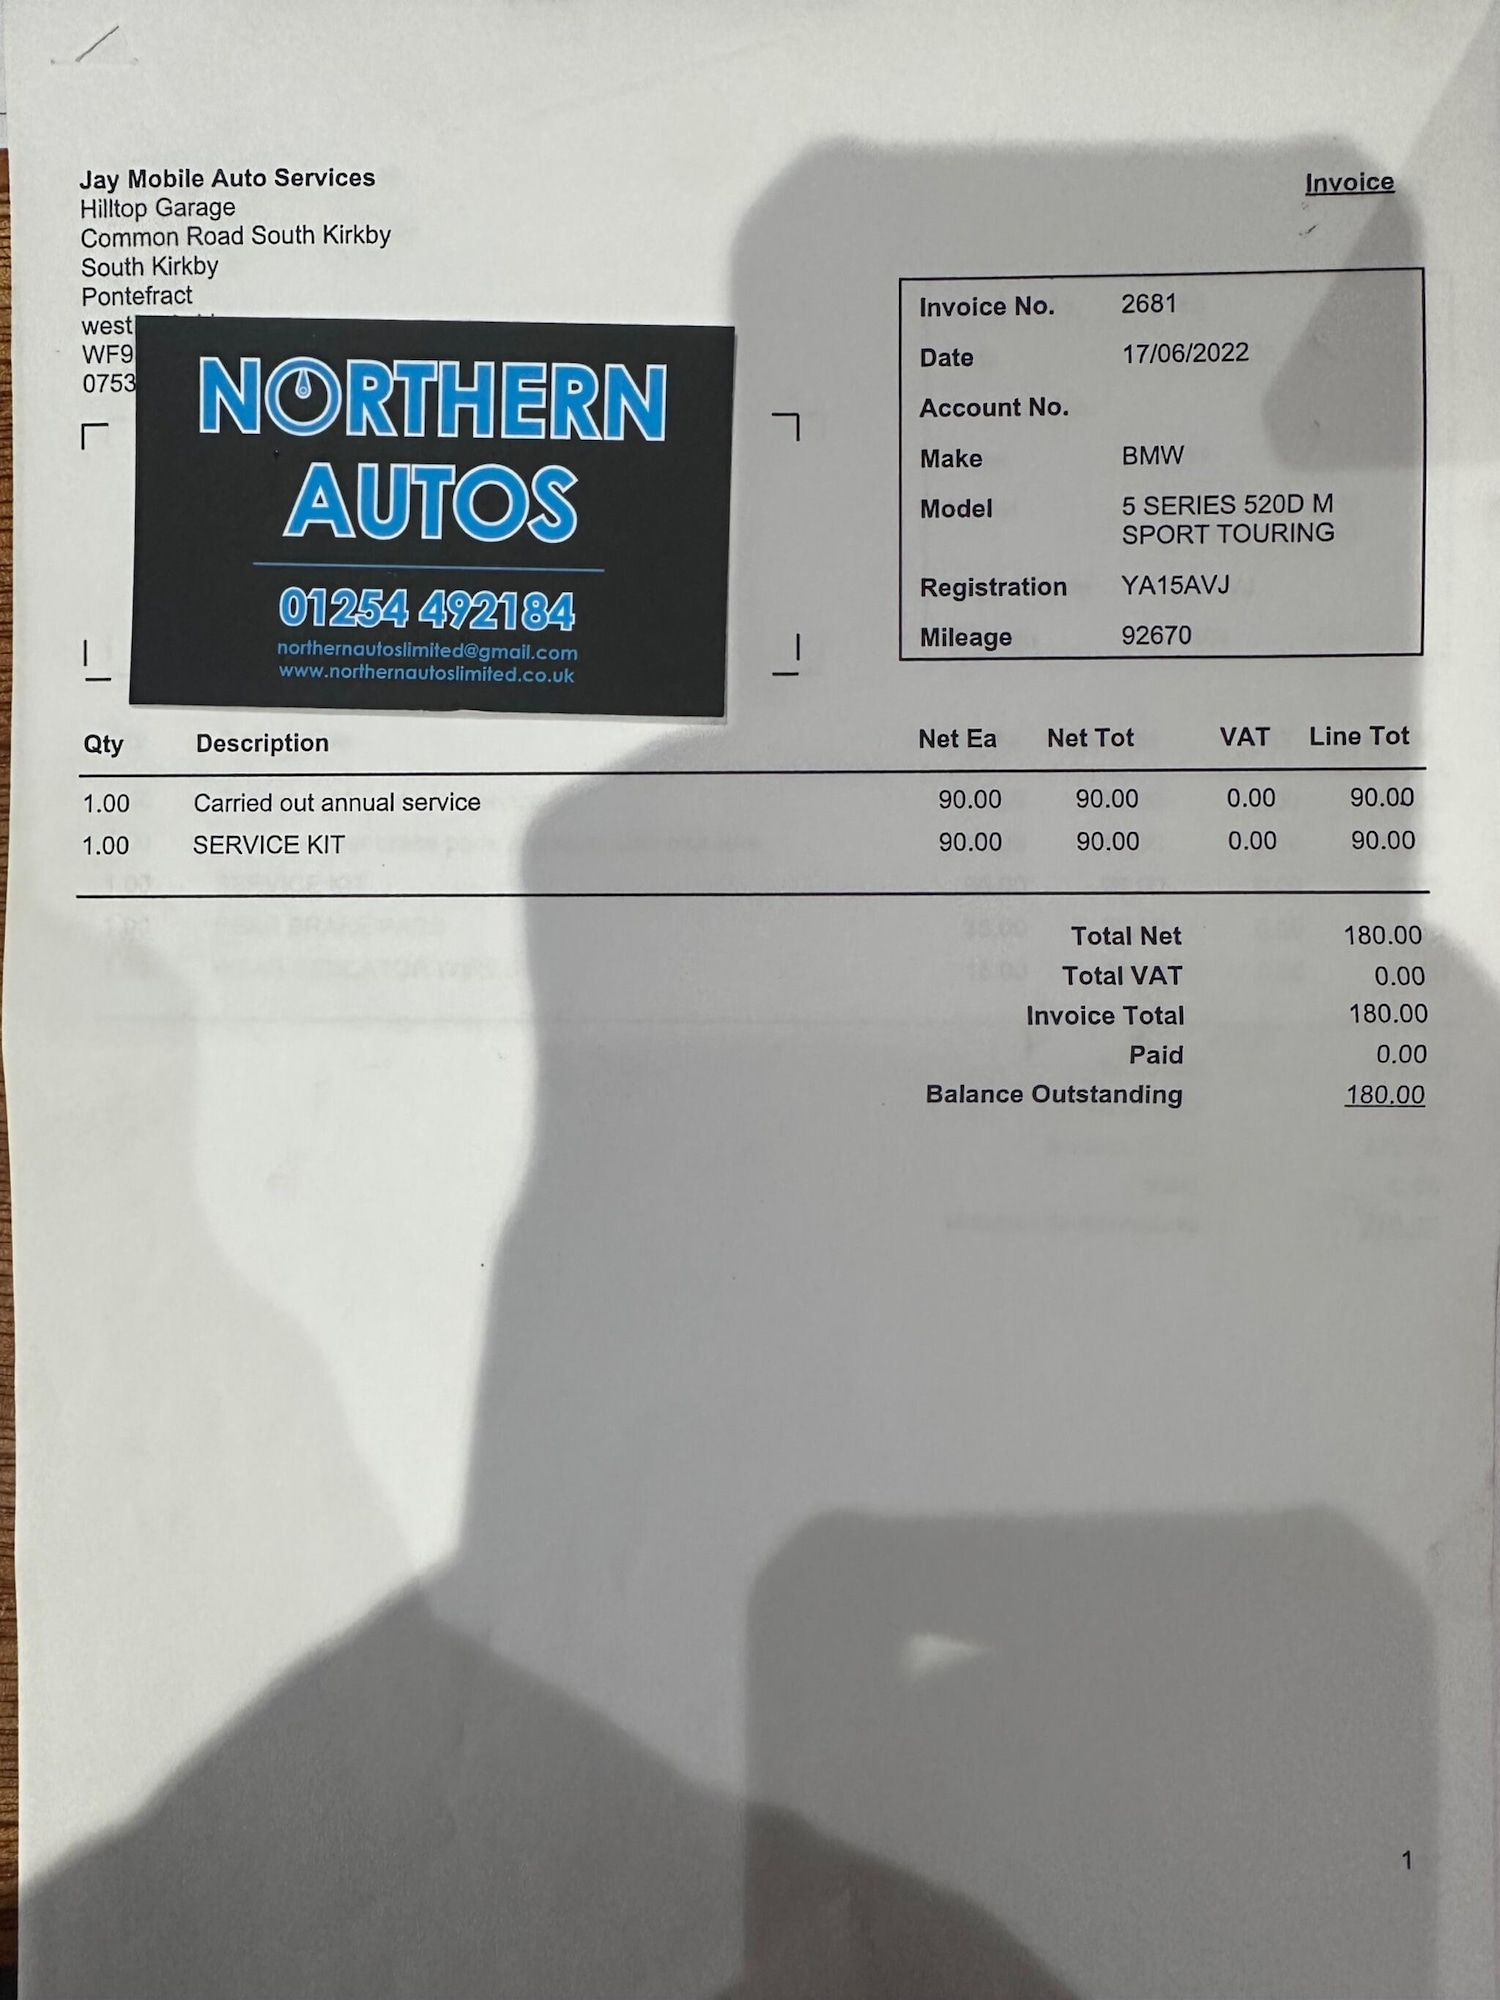 Jay Mobile Auto Services
Hilltop Garage
Common Road South Kirkby
South Kirkby
Pontefract
west
WF9
0753
NORTHERN
AUTOS
01254 492184
northernautoslimited@gmail.com
www.northernautoslimited.co.uk
Invoice
Invoice No. 2681
Date 17/06/2022
Account No.
Make BMW
Model 5 SERIES 520D M
SPORT TOURING
Registration YA15AVJ
Mileage 92670
Qty Description Net Ea Net Tot VAT Line Tot
1.00 Carried out annual service 90.00 90.00 0.00 90.00
1.00 SERVICE KIT 90.00 90.00 0.00 90.00
Total Net 180.00
Total VAT 0.00
Invoice Total 180.00
Paid 0.00
Balance Outstanding 180.00
1